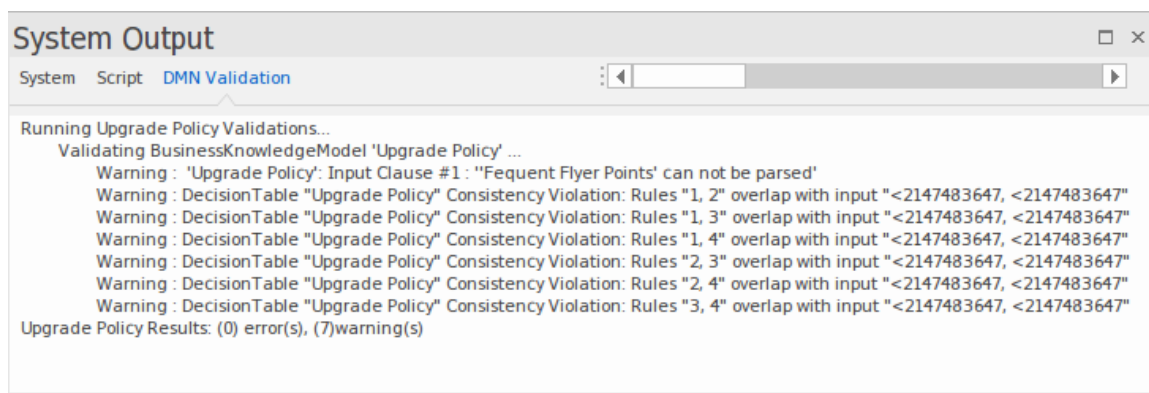 System Output
System Script DMN Validation
Running Upgrade Policy Validations...
Validating BusinessKnowledgeModel 'Upgrade Policy' ...
Warning : 'Upgrade Policy': Input Clause #1 : ''Fequent Flyer Points' can not be parsed'
Warning : DecisionTable "Upgrade Policy" Consistency Violation: Rules "1, 2" overlap with input "<2147483647, <2147483647"
Warning : DecisionTable "Upgrade Policy" Consistency Violation: Rules "1, 3" overlap with input "<2147483647, <2147483647"
Warning : DecisionTable "Upgrade Policy" Consistency Violation: Rules "1, 4" overlap with input "<2147483647, <2147483647"
Warning : DecisionTable "Upgrade Policy" Consistency Violation: Rules "2, 3" overlap with input "<2147483647, <2147483647"
Warning : DecisionTable "Upgrade Policy" Consistency Violation: Rules "2, 4" overlap with input "<2147483647, <2147483647"
Warning : DecisionTable "Upgrade Policy" Consistency Violation: Rules "3, 4" overlap with input "<2147483647, <2147483647"
Upgrade Policy Results: (0) error(s), (7)warning(s)